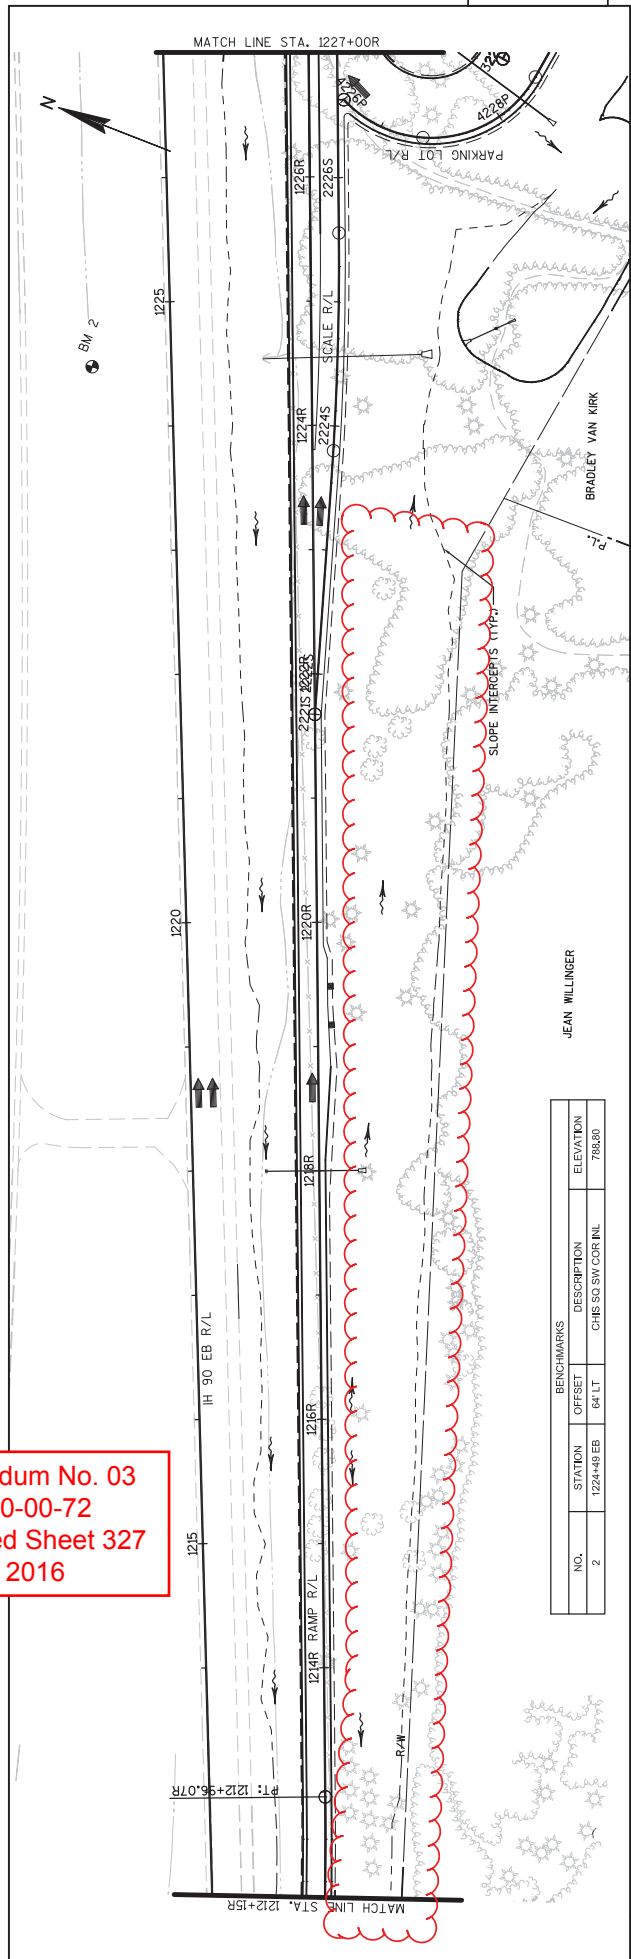 MATCH LINE STA. 1227+00R
N
4226P
4228P
PARKING LOT R/L
1226R
2226S
1225
BM 2
SCALE R/L
1224R
2224S
BRADLEY VAN KIRK
P.L.
SLOPE INTERCEPTS (TYP.)
1222R
2222S
2221S
1220
1220R
JEAN WILLINGER
1218R
IH 90 EB R/L
1216R
1215
RAMP R/L
1214R
R/W
PT: 1212+96.07R
MATCH LINE STA. 1212+15R
dum No. 03
0-00-72
ed Sheet 327
2016
BENCHMARKS
NO. STATION OFFSET DESCRIPTION ELEVATION
2 1224+49 EB 64' LT CHIS SQ SW COR INL 788.80